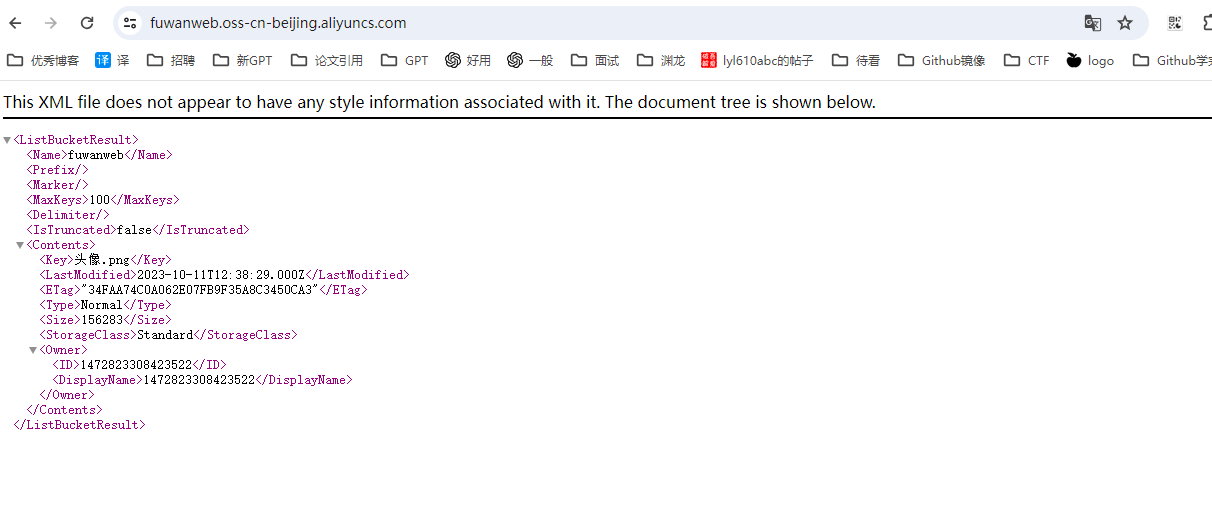 fuwanweb.oss-cn-beijing.aliyuncs.com
优秀博客 译 译 招聘 新GPT 论文引用 GPT 好用 一般 面试 渊龙 lyl610abc的帖子 待看 Github镜像 CTF logo Github学
This XML file does not appear to have any style information associated with it. The document tree is shown below.
▼<ListBucketResult>
<Name>fuwanweb</Name>
<Prefix/>
<Marker/>
<MaxKeys>100</MaxKeys>
<Delimiter/>
<IsTruncated>false</IsTruncated>
▼<Contents>
<Key>头像.png</Key>
<LastModified>2023-10-11T12:38:29.000Z</LastModified>
<ETag>"34FAA74C0A062E07FB9F35A8C3450CA3"</ETag>
<Type>Normal</Type>
<Size>156283</Size>
<StorageClass>Standard</StorageClass>
▼<Owner>
<ID>1472823308423522</ID>
<DisplayName>1472823308423522</DisplayName>
</Owner>
</Contents>
</ListBucketResult>